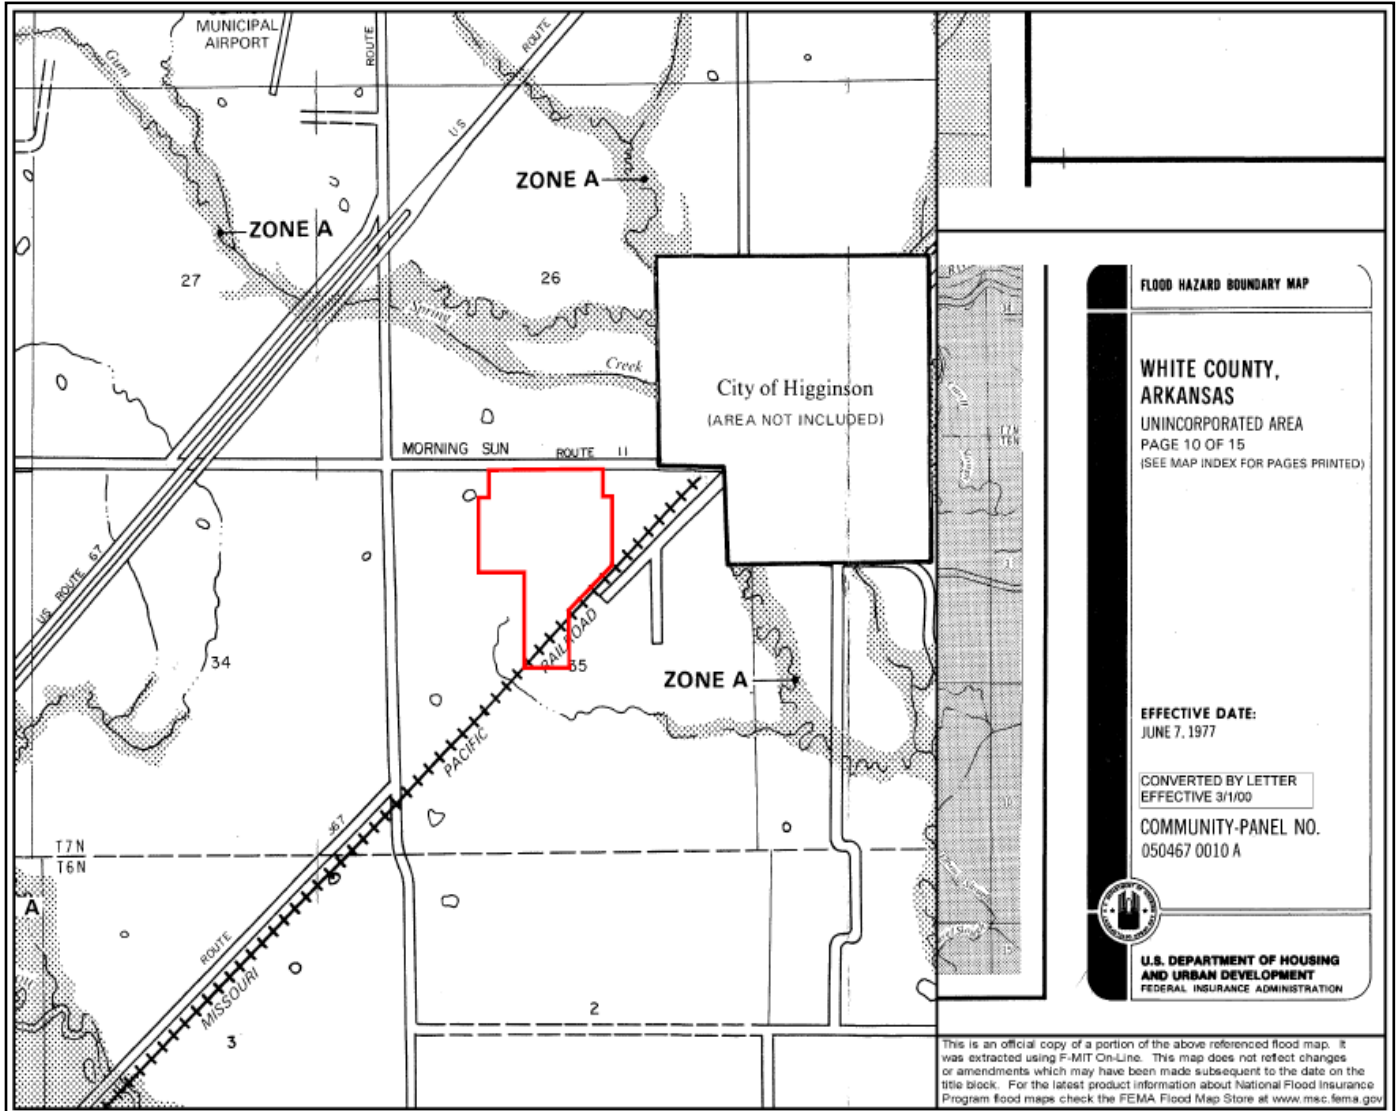 MUNICIPAL
AIRPORT
ROUTE
ROUTE
Gum
US
ZONE A
ZONE A
27
26
Spring
Creek
City of Higginson
(AREA NOT INCLUDED)
MORNING SUN ROUTE 11
US ROUTE 67
34
RAILROAD
35
ZONE A
PACIFIC
367
T7N
T6N
A
ROUTE
MISSOURI
3
2
T7N
T6N
FLOOD HAZARD BOUNDARY MAP
WHITE COUNTY,
ARKANSAS
UNINCORPORATED AREA
PAGE 10 OF 15
(SEE MAP INDEX FOR PAGES PRINTED)
EFFECTIVE DATE:
JUNE 7, 1977
CONVERTED BY LETTER
EFFECTIVE 3/1/00
COMMUNITY-PANEL NO.
050467 0010 A
U.S. DEPARTMENT OF HOUSING
AND URBAN DEVELOPMENT
FEDERAL INSURANCE ADMINISTRATION
This is an official copy of a portion of the above referenced flood map. It
was extracted using F-MIT On-Line. This map does not reflect changes
or amendments which may have been made subsequent to the date on the
title block. For the latest product information about National Flood Insurance
Program flood maps check the FEMA Flood Map Store at www.msc.fema.gov